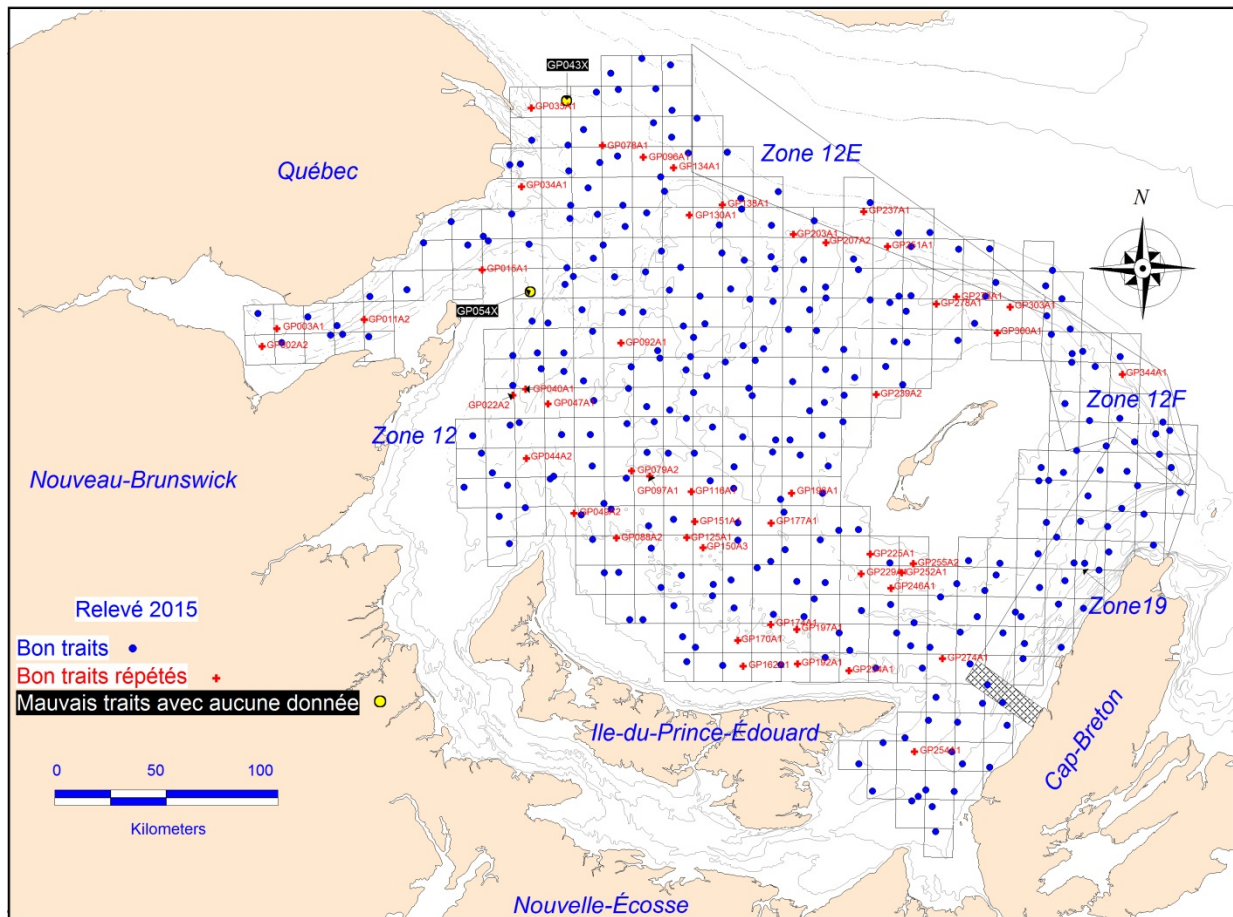 GP043X
GP035A1
GP078A1
GP096A1
Zone 12E
GP134A1
Québec
GP034A1
N
GP138A1
GP237A1
GP130A1
GP203A1
GP207A2
GP251A1
GP015A1
GP054X
GP278A1
GP303A1
GP011A2
GP003A1
GP300A1
GP002A2
GP092A1
GP344A1
GP040A1
GP239A2
Zone 12F
GP022A2
GP047A1
Zone 12
GP044A2
GP079A2
Nouveau-Brunswick
GP097A1
GP116A1
GP196A1
GP049A2
GP151A1
GP177A1
GP088A2
GP125A1
GP150A3
GP225A1
GP255A2
GP252A1
GP246A1
Zone19
Relevé 2015
GP197A1
GP170A1
Bon traits
GP162A1
GP192A1
GP274A1
Bon traits répétés
Mauvais traits avec aucune donnée
Ile-du-Prince-Édouard
GP254A1
Cap-Breton
0 50 100
Kilometers
Nouvelle-Écosse